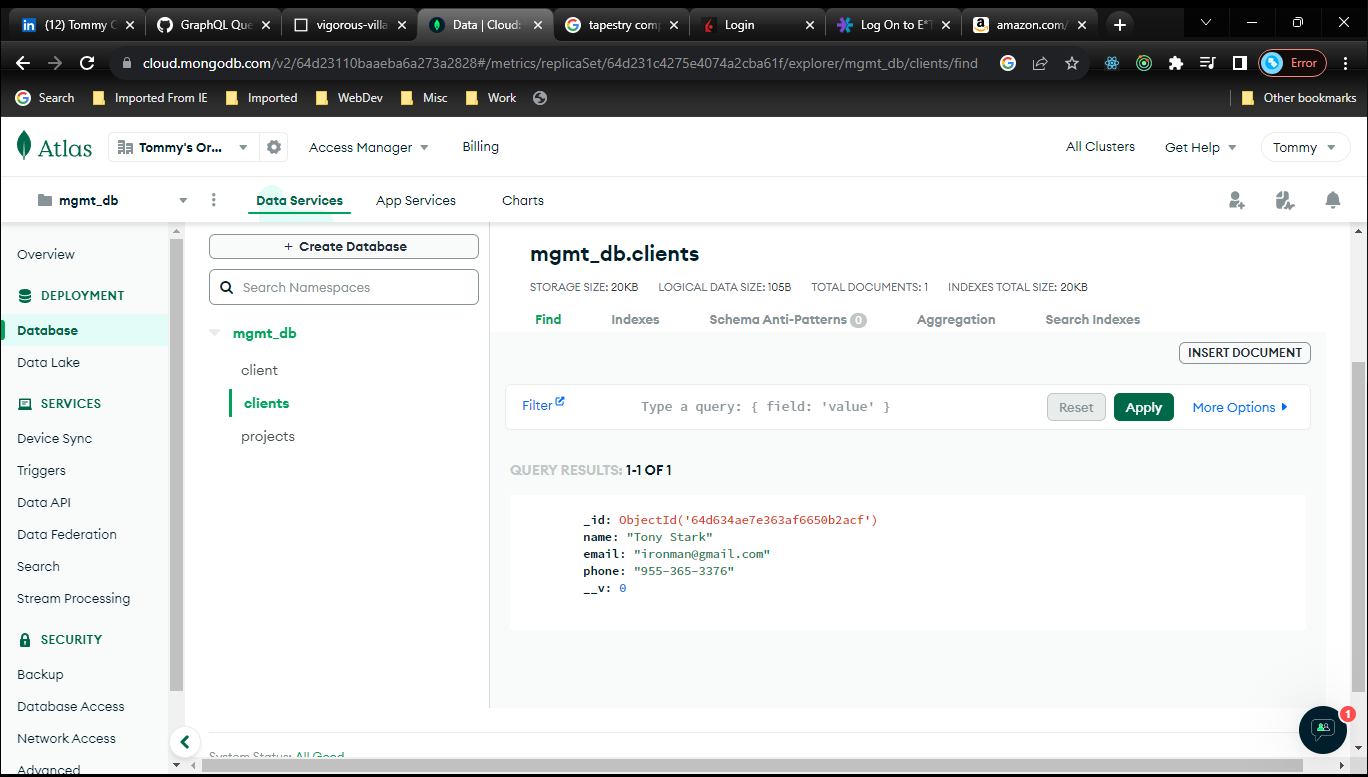 (12) Tommy C
GraphQL Que
vigorous-villa
Data | Cloud:
tapestry comp
Login
Log On to E*T
amazon.com/
cloud.mongodb.com/v2/64d23110baaeba6a273a2828#/metrics/replicaSet/64d231c4275e4074a2cba61f/explorer/mgmt_db/clients/find
Error
Search
Imported From IE
Imported
WebDev
Misc
Work
Other bookmarks
Atlas
Tommy's Or...
Access Manager
Billing
All Clusters
Get Help
Tommy
mgmt_db
Data Services
App Services
Charts
Overview
DEPLOYMENT
Database
Data Lake
SERVICES
Device Sync
Triggers
Data API
Data Federation
Search
Stream Processing
SECURITY
Backup
Database Access
Network Access
Advanced
+ Create Database
Search Namespaces
mgmt_db
client
clients
projects
mgmt_db.clients
STORAGE SIZE: 20KB
LOGICAL DATA SIZE: 105B
TOTAL DOCUMENTS: 1
INDEXES TOTAL SIZE: 20KB
Find
Indexes
Schema Anti-Patterns 0
Aggregation
Search Indexes
INSERT DOCUMENT
Filter
Type a query: { field: 'value' }
Reset
Apply
More Options
QUERY RESULTS: 1-1 OF 1
_id: ObjectId('64d634ae7e363af6650b2acf')
name: "Tony Stark"
email: "ironman@gmail.com"
phone: "955-365-3376"
__v: 0
System Status: All Good
1